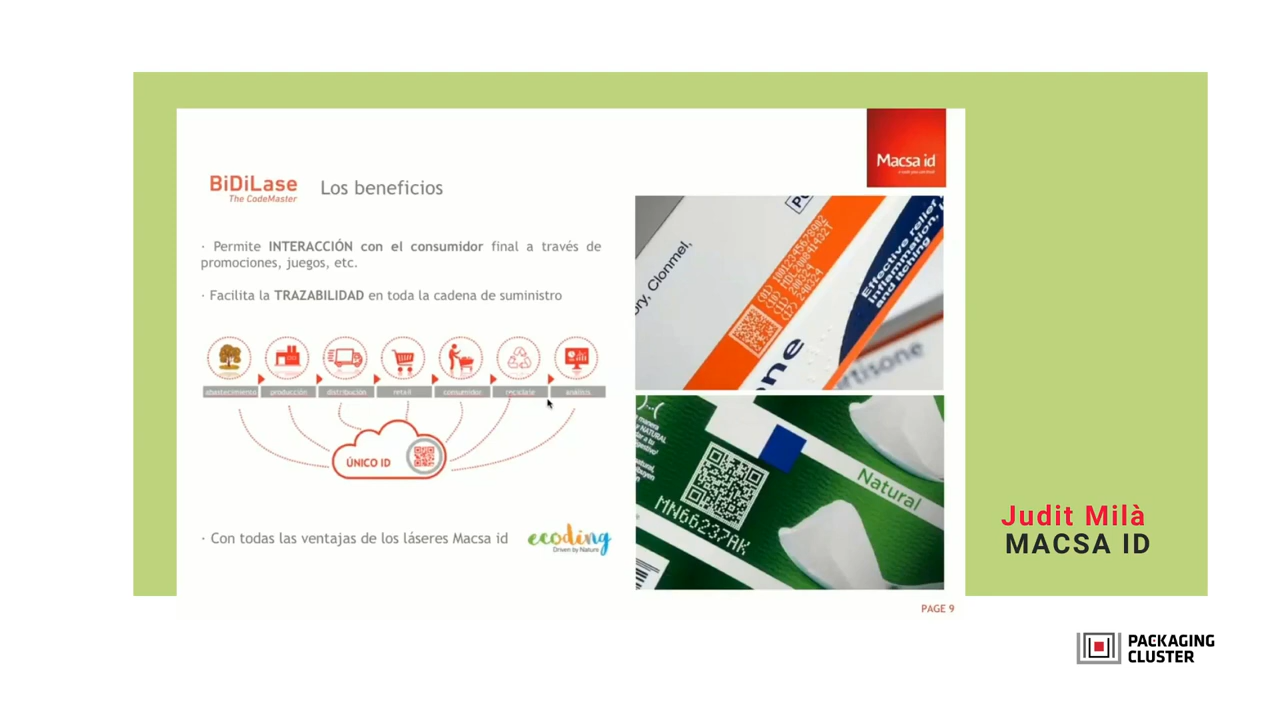 Macsa id
BiDiLase
The CodeMaster
Los beneficios
· Permite INTERACCIÓN con el consumidor final a través de
promociones, juegos, etc.
· Facilita la TRAZABILIDAD en toda la cadena de suministro
abastecimiento
producción
distribución
retail
consumidor
reciclaje
análisis
ÚNICO ID
· Con todas las ventajas de los láseres Macsa id
ecoding
Driven by Nature
ory, Clonmel,
Effective relief
inflammation,
and itching
one
rtisone
Natural
MN66237AK
PAGE 9
Judit Milà
MACSA ID
PACKAGING
CLUSTER